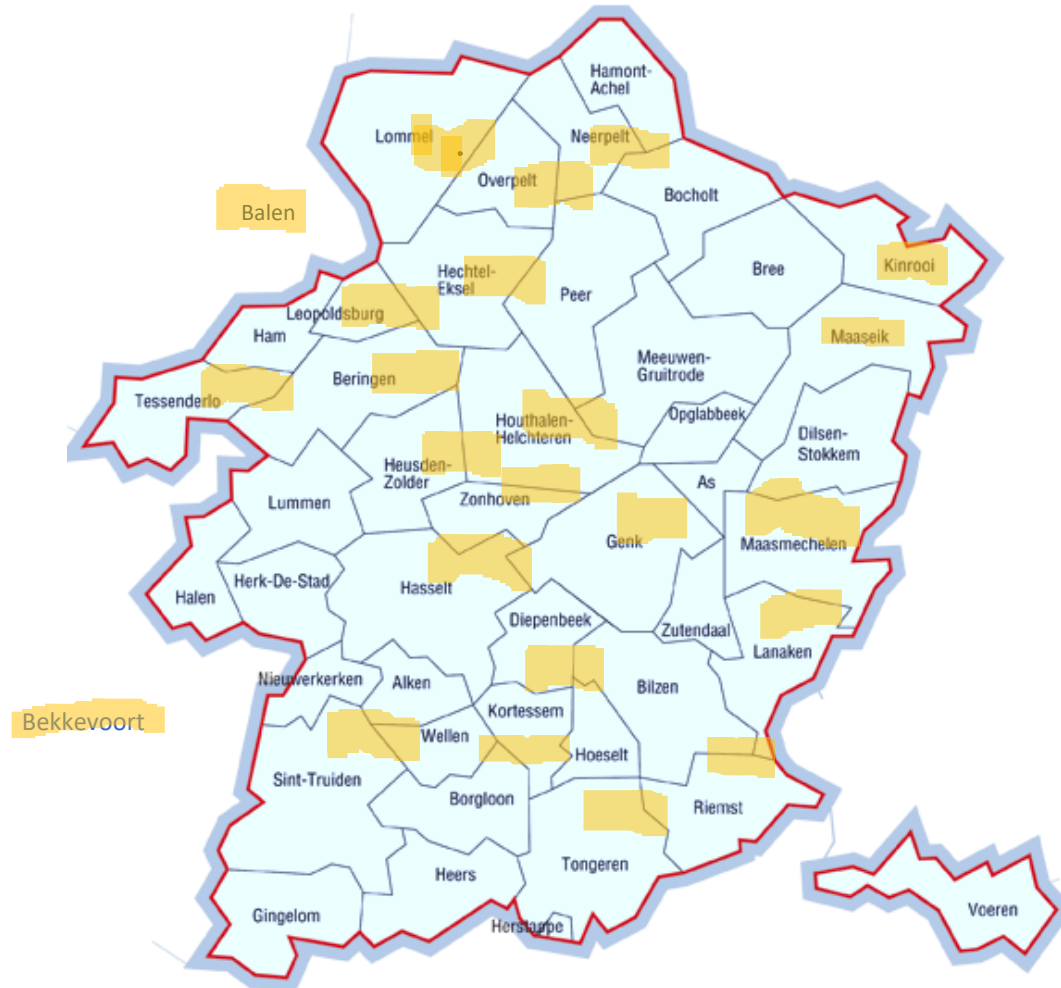 Hamont-
Achel
Lommel
Neerpelt
Overpelt
Bocholt
Balen
Kinrooi
Bree
Hechtel-
Eksel
Peer
Leopoldsburg
Ham
Maaseik
Meeuwen-
Gruitrode
Beringen
Tessenderlo
Opglabbeek
Houthalen-
Helchteren
Dilsen-
Stokkem
Heusden-
Zolder
As
Zonhoven
Lummen
Genk
Maasmechelen
Herk-De-Stad
Hasselt
Halen
Diepenbeek
Zutendaal
Lanaken
Nieuwerkerken
Alken
Bilzen
Kortessem
Bekkevoort
Wellen
Hoeselt
Sint-Truiden
Borgloon
Riemst
Tongeren
Heers
Voeren
Gingelom
Herstappe